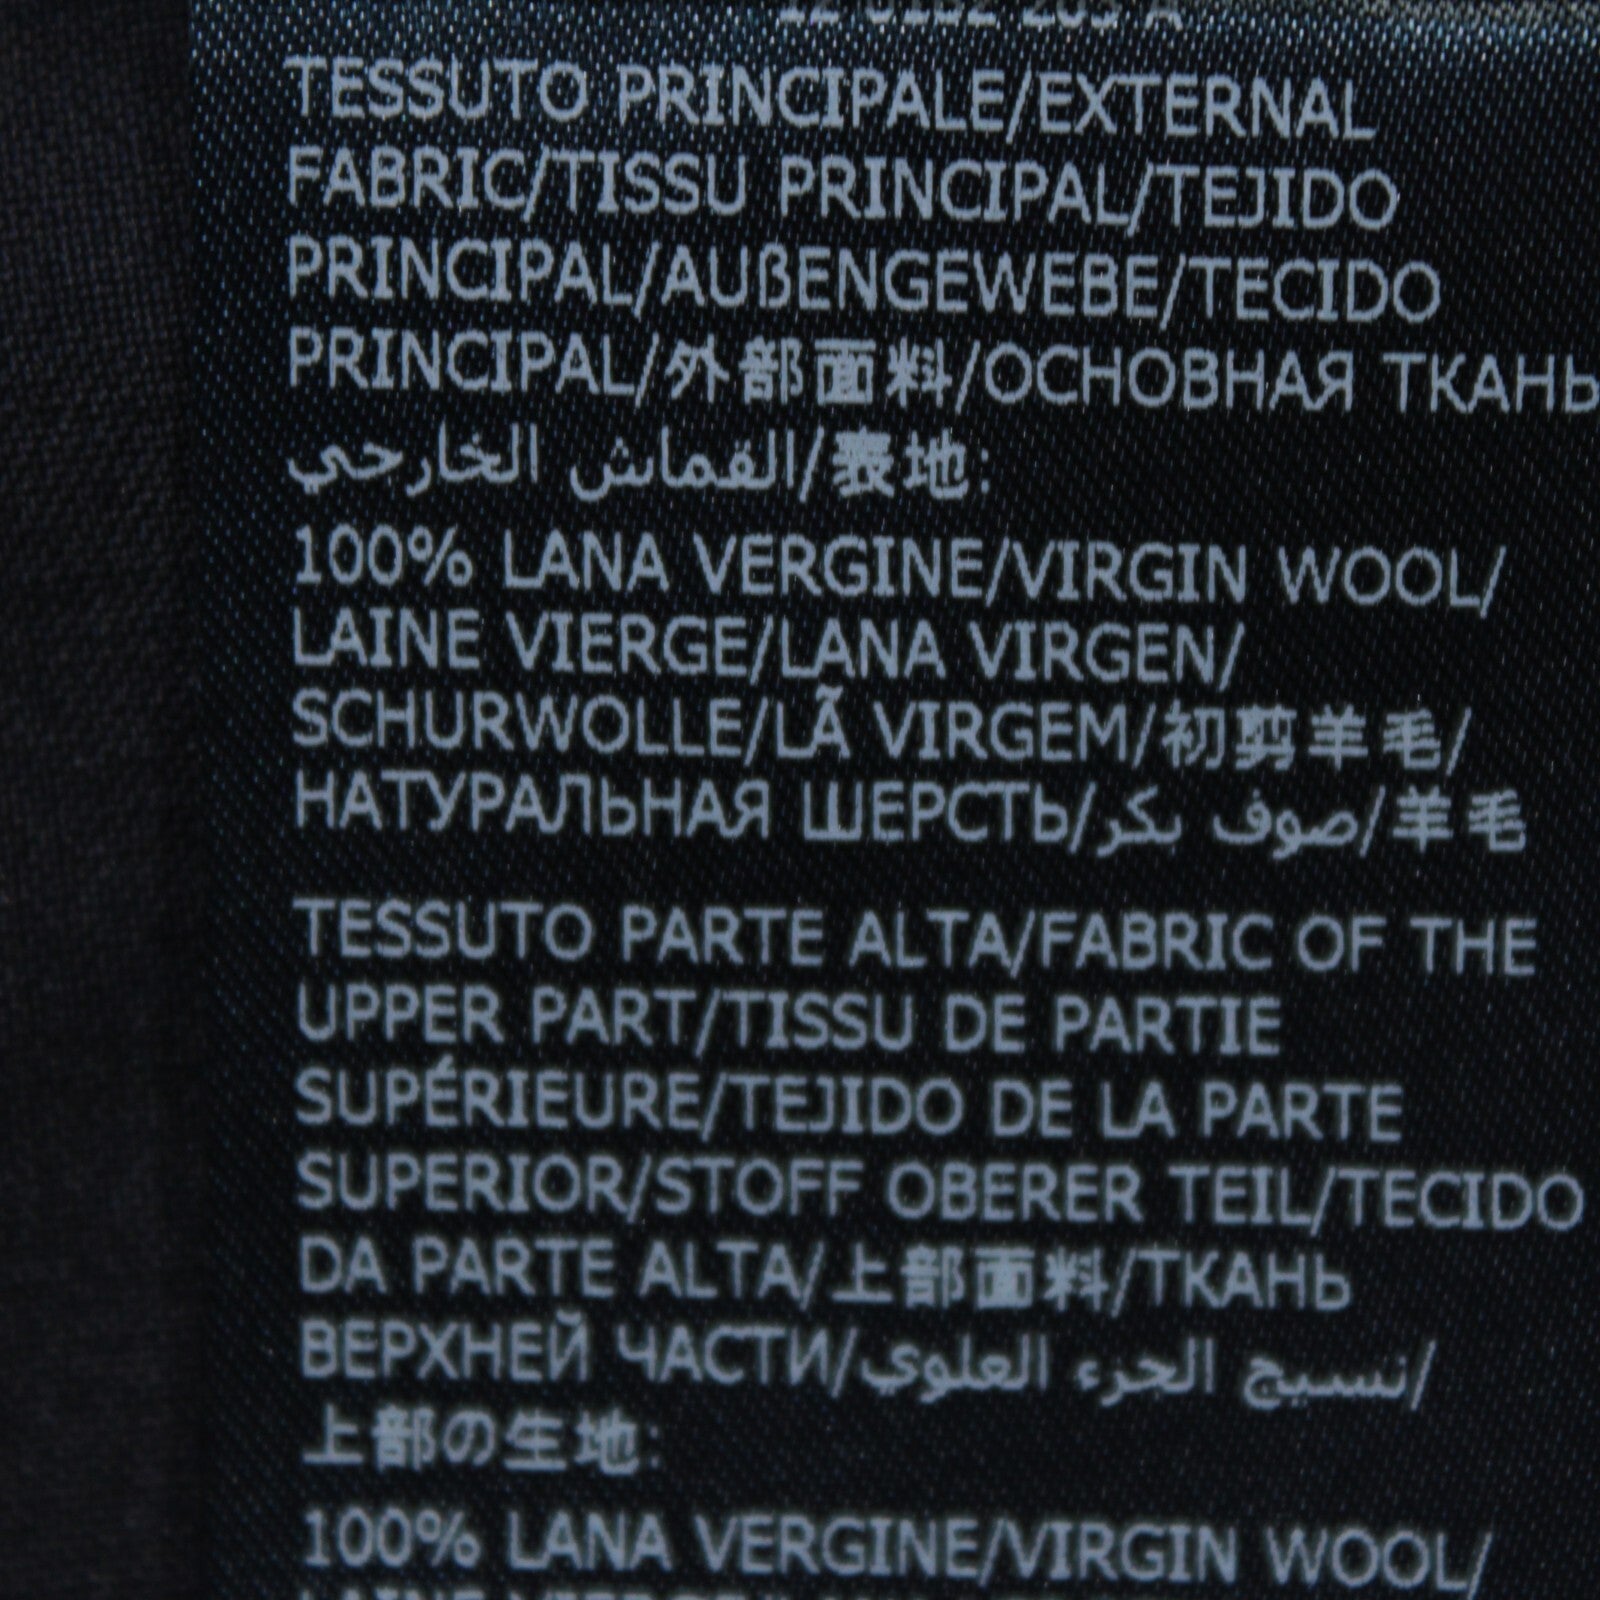 TESSUTO PRINCIPALE/EXTERNAL
FABRIC/TISSU PRINCIPAL/TEJIDO
PRINCIPAL/AUßENGEWEBE/TECIDO
PRINCIPAL/外部面料/ОСНОВНАЯ ТКАНЬ
القماش الخارجي/表地:
100% LANA VERGINE/VIRGIN WOOL/
LAINE VIERGE/LANA VIRGEN/
SCHURWOLLE/LÃ VIRGEM/初剪羊毛/
НАТУРАЛЬНАЯ ШЕРСТЬ/صوف بكر/羊毛
TESSUTO PARTE ALTA/FABRIC OF THE
UPPER PART/TISSU DE PARTIE
SUPÉRIEURE/TEJIDO DE LA PARTE
SUPERIOR/STOFF OBERER TEIL/TECIDO
DA PARTE ALTA/上部面料/ТКАНЬ
ВЕРХНЕЙ ЧАСТИ/نسيج الجزء العلوي/
上部の生地:
100% LANA VERGINE/VIRGIN WOOL/